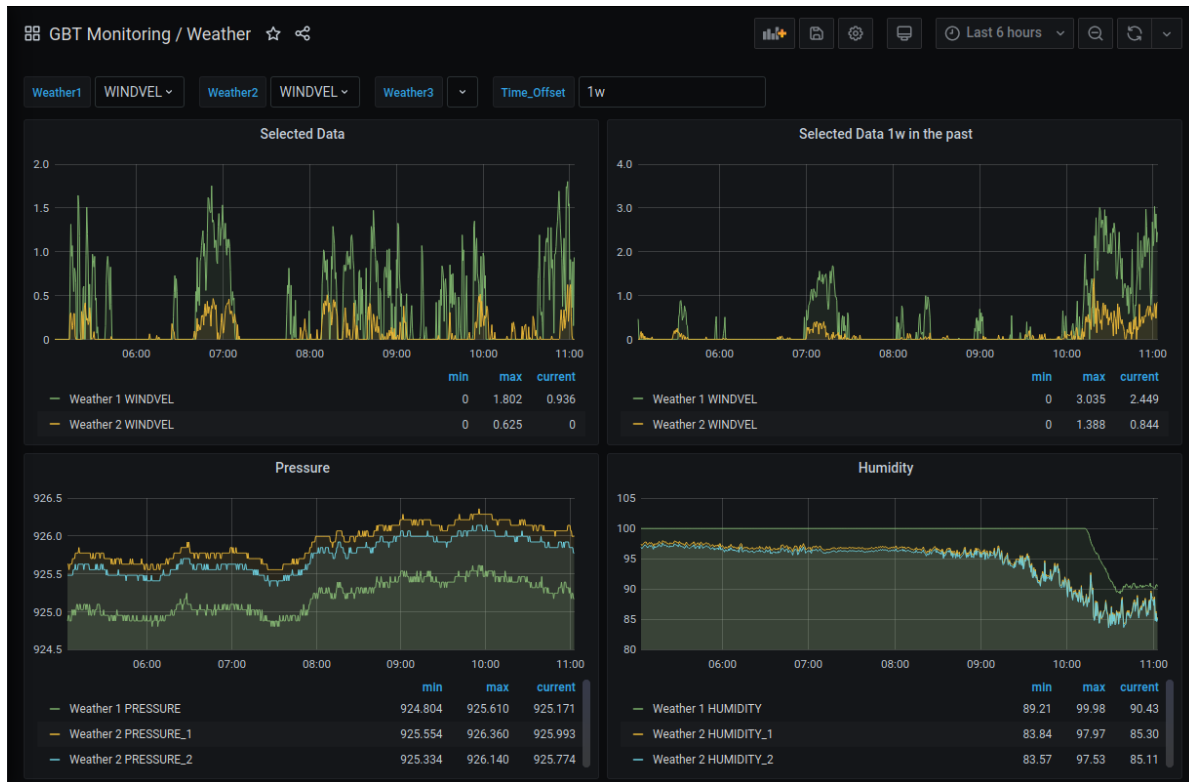 GBT Monitoring / Weather Last 6 hours
Weather1 WINDVEL Weather2 WINDVEL Weather3 Time_Offset 1w
Selected Data
2.0
1.5
1.0
0.5
0
06:00 07:00 08:00 09:00 10:00 11:00
min max current
Weather 1 WINDVEL 0 1.802 0.936
Weather 2 WINDVEL 0 0.625 0
Selected Data 1w in the past
4.0
3.0
2.0
1.0
0
06:00 07:00 08:00 09:00 10:00 11:00
min max current
Weather 1 WINDVEL 0 3.035 2.449
Weather 2 WINDVEL 0 1.388 0.844
Pressure
926.5
926.0
925.5
925.0
924.5
06:00 07:00 08:00 09:00 10:00 11:00
min max current
Weather 1 PRESSURE 924.804 925.610 925.171
Weather 2 PRESSURE_1 925.554 926.360 925.993
Weather 2 PRESSURE_2 925.334 926.140 925.774
Humidity
105
100
95
90
85
80
06:00 07:00 08:00 09:00 10:00 11:00
min max current
Weather 1 HUMIDITY 89.21 99.98 90.43
Weather 2 HUMIDITY_1 83.84 97.97 85.30
Weather 2 HUMIDITY_2 83.57 97.53 85.11